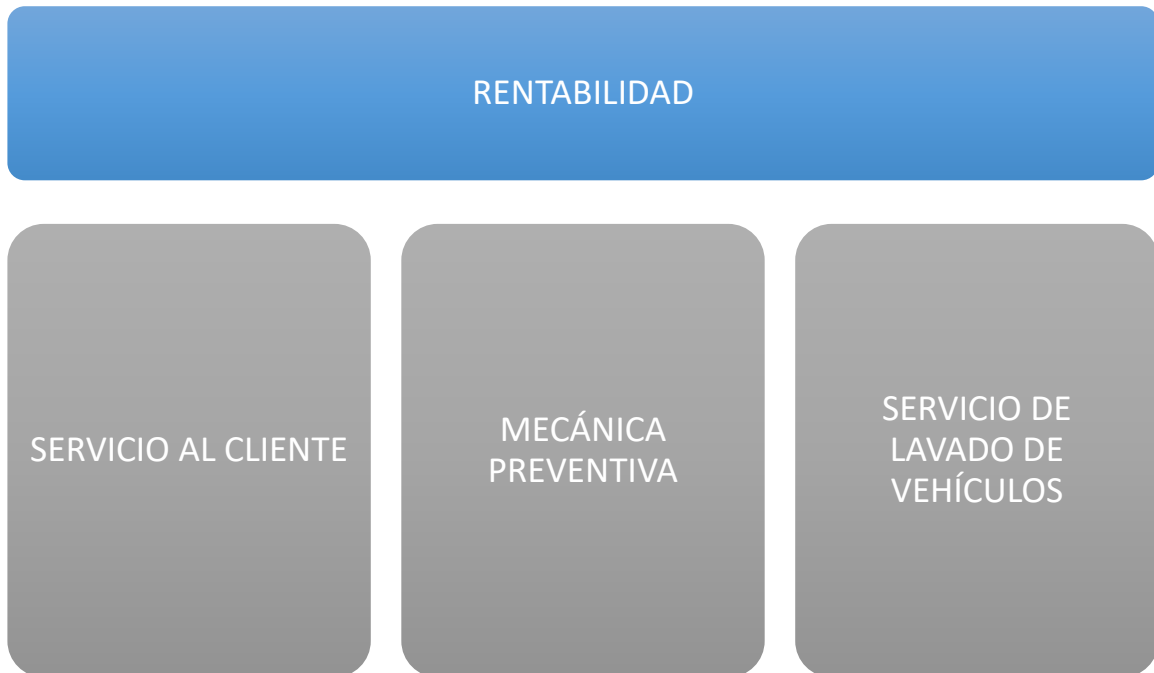 RENTABILIDAD
SERVICIO AL CLIENTE
MECÁNICA
PREVENTIVA
SERVICIO DE
LAVADO DE
VEHÍCULOS